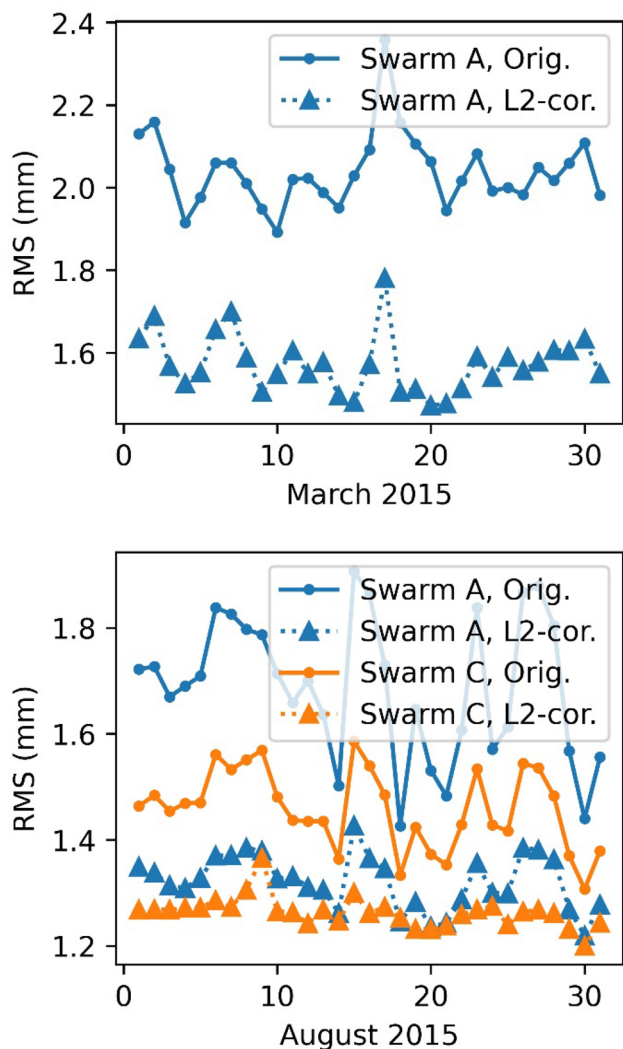 2.4
2.2
2.0
1.8
1.6
RMS (mm)
Swarm A, Orig.
Swarm A, L2-cor.
0 10 20 30
March 2015
1.8
1.6
1.4
1.2
RMS (mm)
Swarm A, Orig.
Swarm A, L2-cor.
Swarm C, Orig.
Swarm C, L2-cor.
0 10 20 30
August 2015